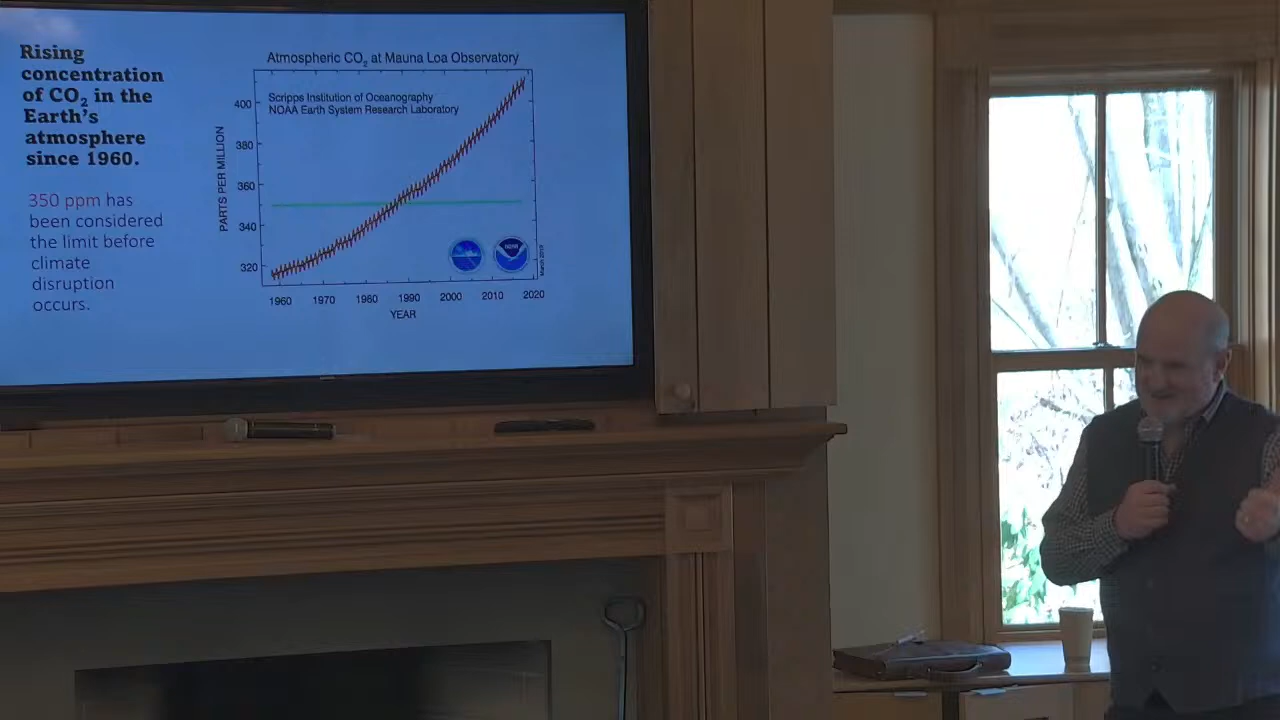 Rising
concentration
of CO₂ in the
Earth's
atmosphere
since 1960.
350 ppm has
been considered
the limit before
climate
disruption
occurs.
Atmospheric CO₂ at Mauna Loa Observatory
Scripps Institution of Oceanography
NOAA Earth System Research Laboratory
PARTS PER MILLION
400
380
360
340
320
1960 1970 1980 1990 2000 2010 2020
YEAR
NOAA